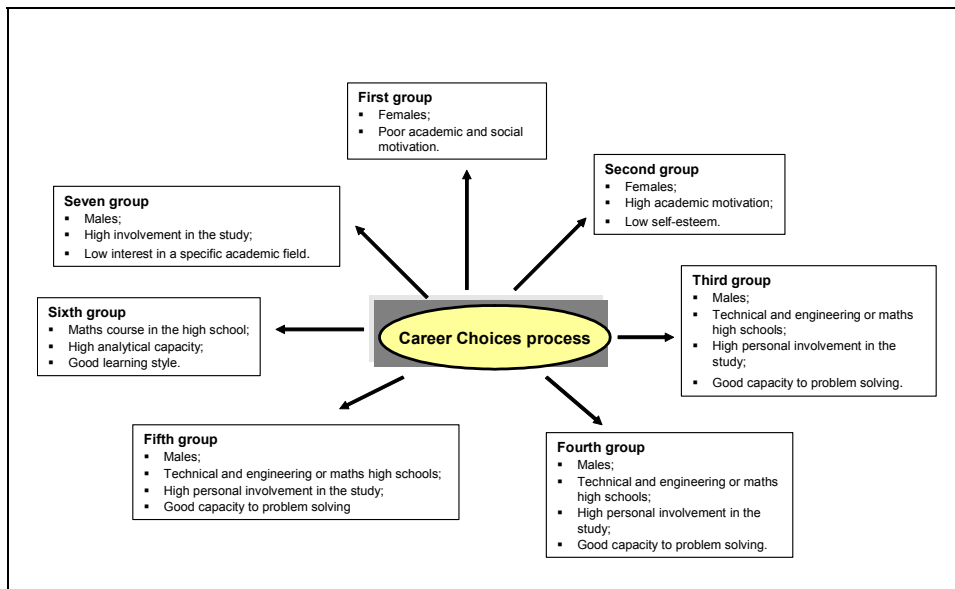 First group
▪ Females;
▪ Poor academic and social
motivation.
Second group
▪ Females;
▪ High academic motivation;
▪ Low self-esteem.
Seven group
▪ Males;
▪ High involvement in the study;
▪ Low interest in a specific academic field.
Third group
▪ Males;
▪ Technical and engineering or maths
high schools;
▪ High personal involvement in the
study;
▪ Good capacity to problem solving.
Sixth group
▪ Maths course in the high school;
▪ High analytical capacity;
▪ Good learning style.
Career Choices process
Fifth group
▪ Males;
▪ Technical and engineering or maths high schools;
▪ High personal involvement in the study;
▪ Good capacity to problem solving
Fourth group
▪ Males;
▪ Technical and engineering or maths
high schools;
▪ High personal involvement in the
study;
▪ Good capacity to problem solving.